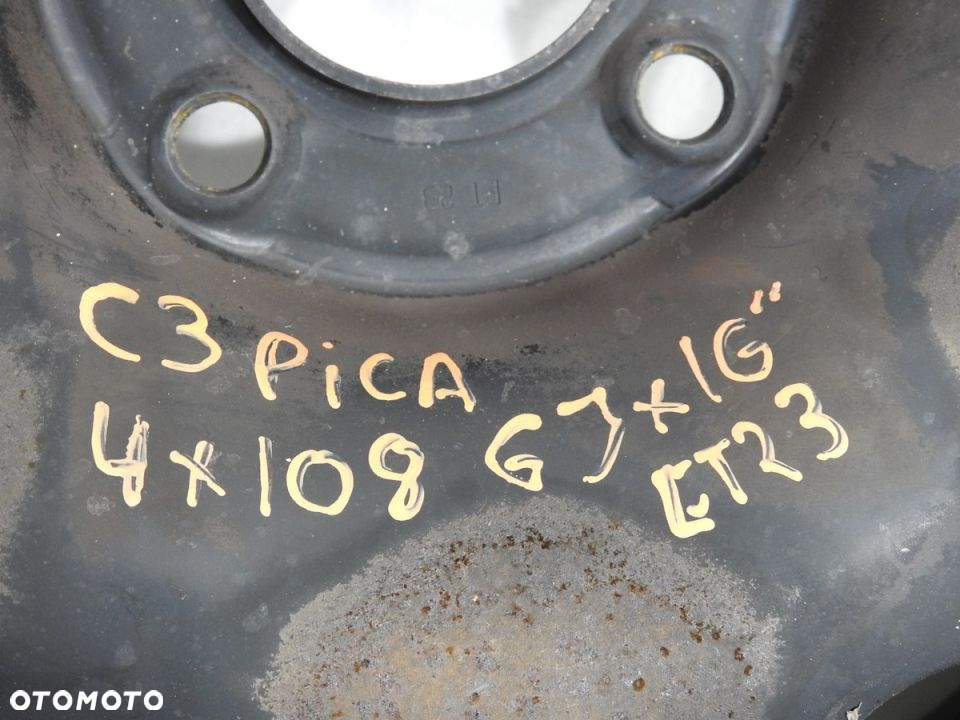 ET 23
C3 PiCA
4x108 6Jx16"
ET23
OTOMOTO